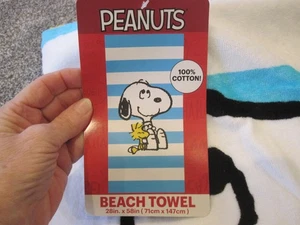 PEANUTS
100%
COTTON!
BEACH TOWEL
28in. x 58in (71cm x 147cm)